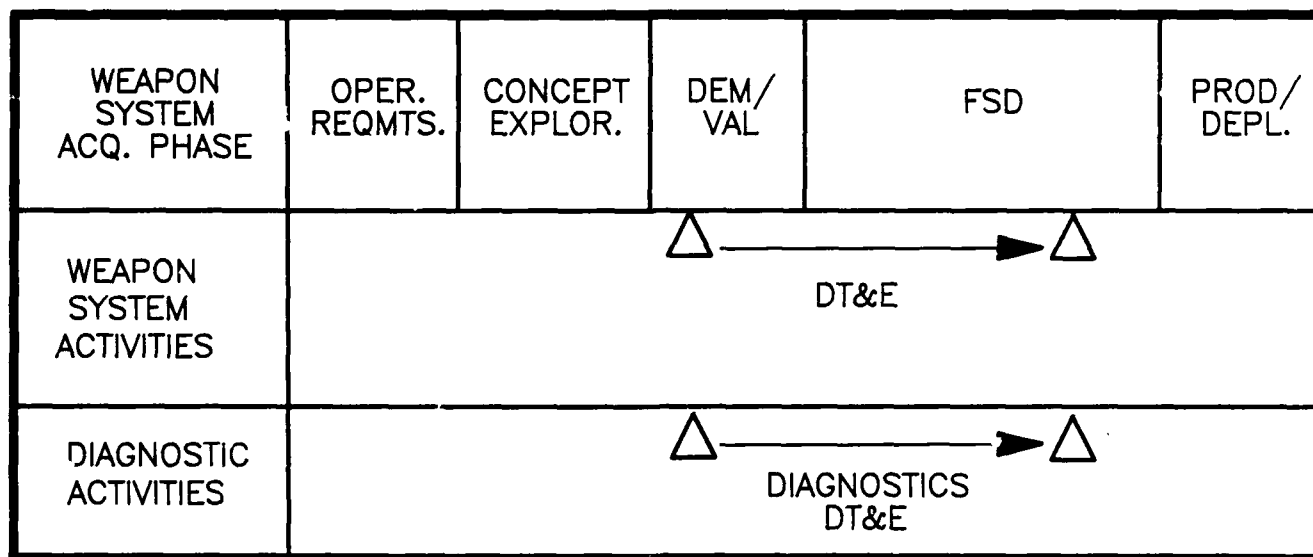 WEAPON
SYSTEM
ACQ. PHASE
OPER.
REQMTS.
CONCEPT
EXPLOR.
DEM/
VAL
FSD
PROD/
DEPL.
WEAPON
SYSTEM
ACTIVITIES
DT&E
DIAGNOSTIC
ACTIVITIES
DIAGNOSTICS
DT&E